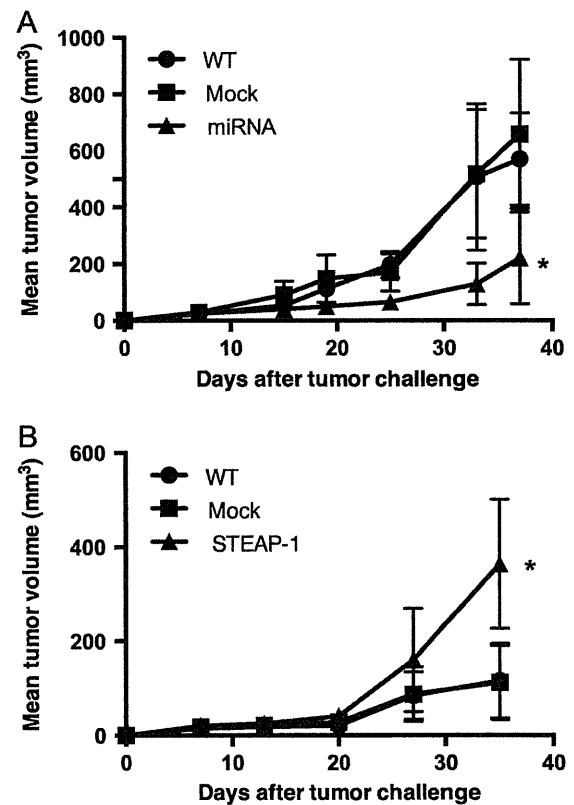 A
1000
800
600
400
200
0
Mean tumor volume (mm³)
WT
Mock
miRNA
*
0 10 20 30 40
Days after tumor challenge
B
600
400
200
0
Mean tumor volume (mm³)
WT
Mock
STEAP-1
*
0 10 20 30 40
Days after tumor challenge